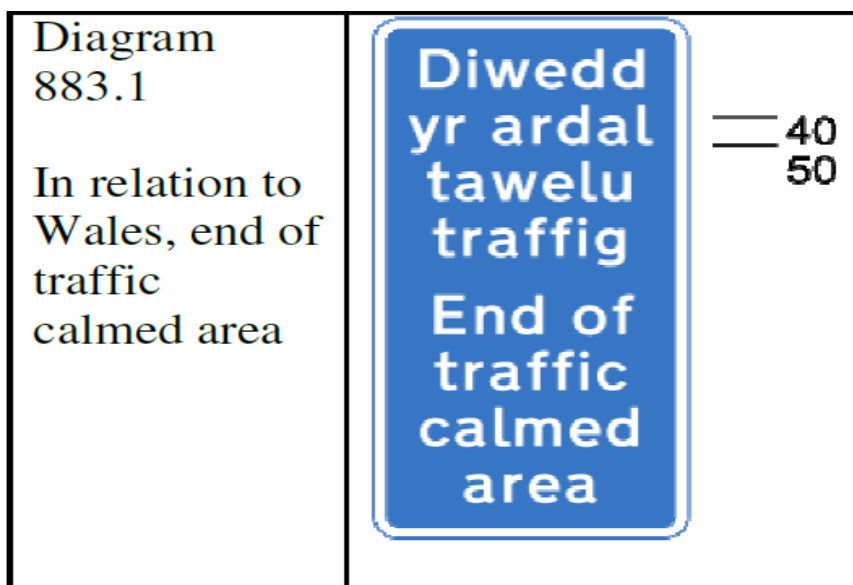 Diagram
883.1
In relation to
Wales, end of
traffic
calmed area
Diwedd
yr ardal
tawelu
traffig
End of
traffic
calmed
area
40
50